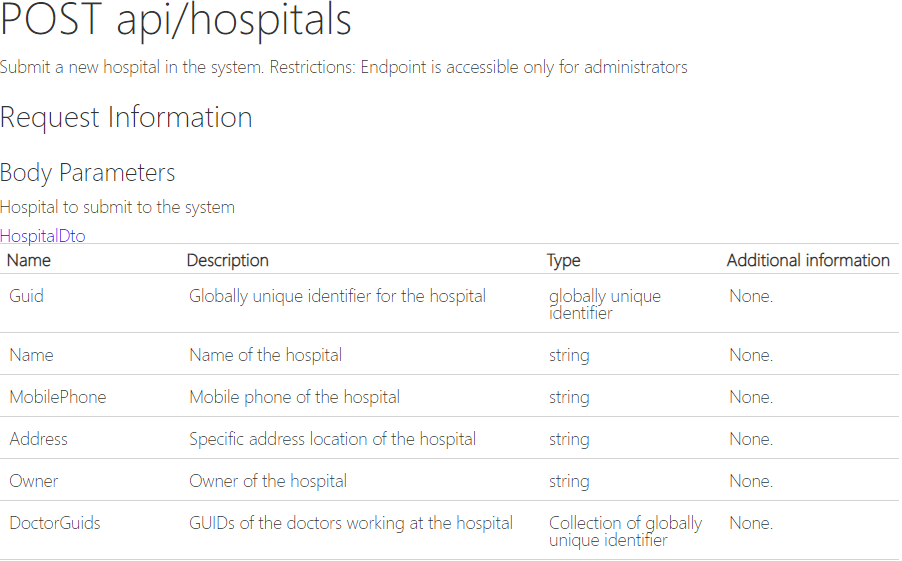 POST api/hospitals
Submit a new hospital in the system. Restrictions: Endpoint is accessible only for administrators
Request Information
Body Parameters
Hospital to submit to the system
HospitalDto
Name Description Type Additional information
Guid Globally unique identifier for the hospital globally unique identifier None.
Name Name of the hospital string None.
MobilePhone Mobile phone of the hospital string None.
Address Specific address location of the hospital string None.
Owner Owner of the hospital string None.
DoctorGuids GUIDs of the doctors working at the hospital Collection of globally unique identifier None.